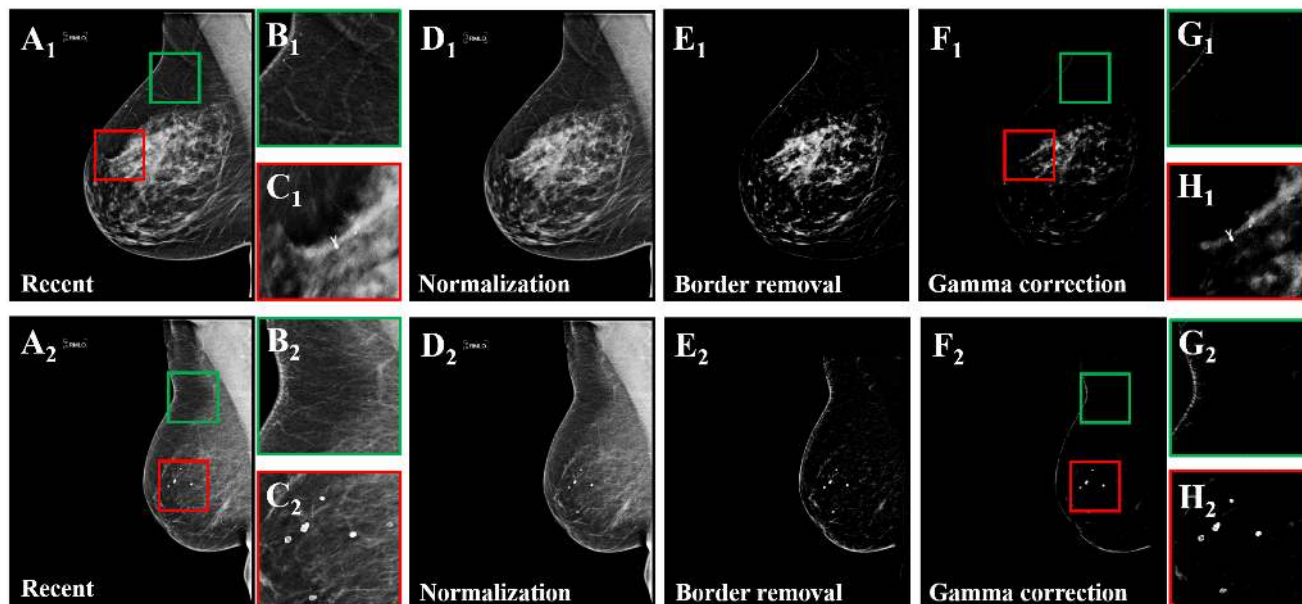 A₁ B₁ D₁ E₁ F₁ G₁
C₁ H₁
Recent Normalization Border removal Gamma correction
A₂ B₂ D₂ E₂ F₂ G₂
C₂ H₂
Recent Normalization Border removal Gamma correction